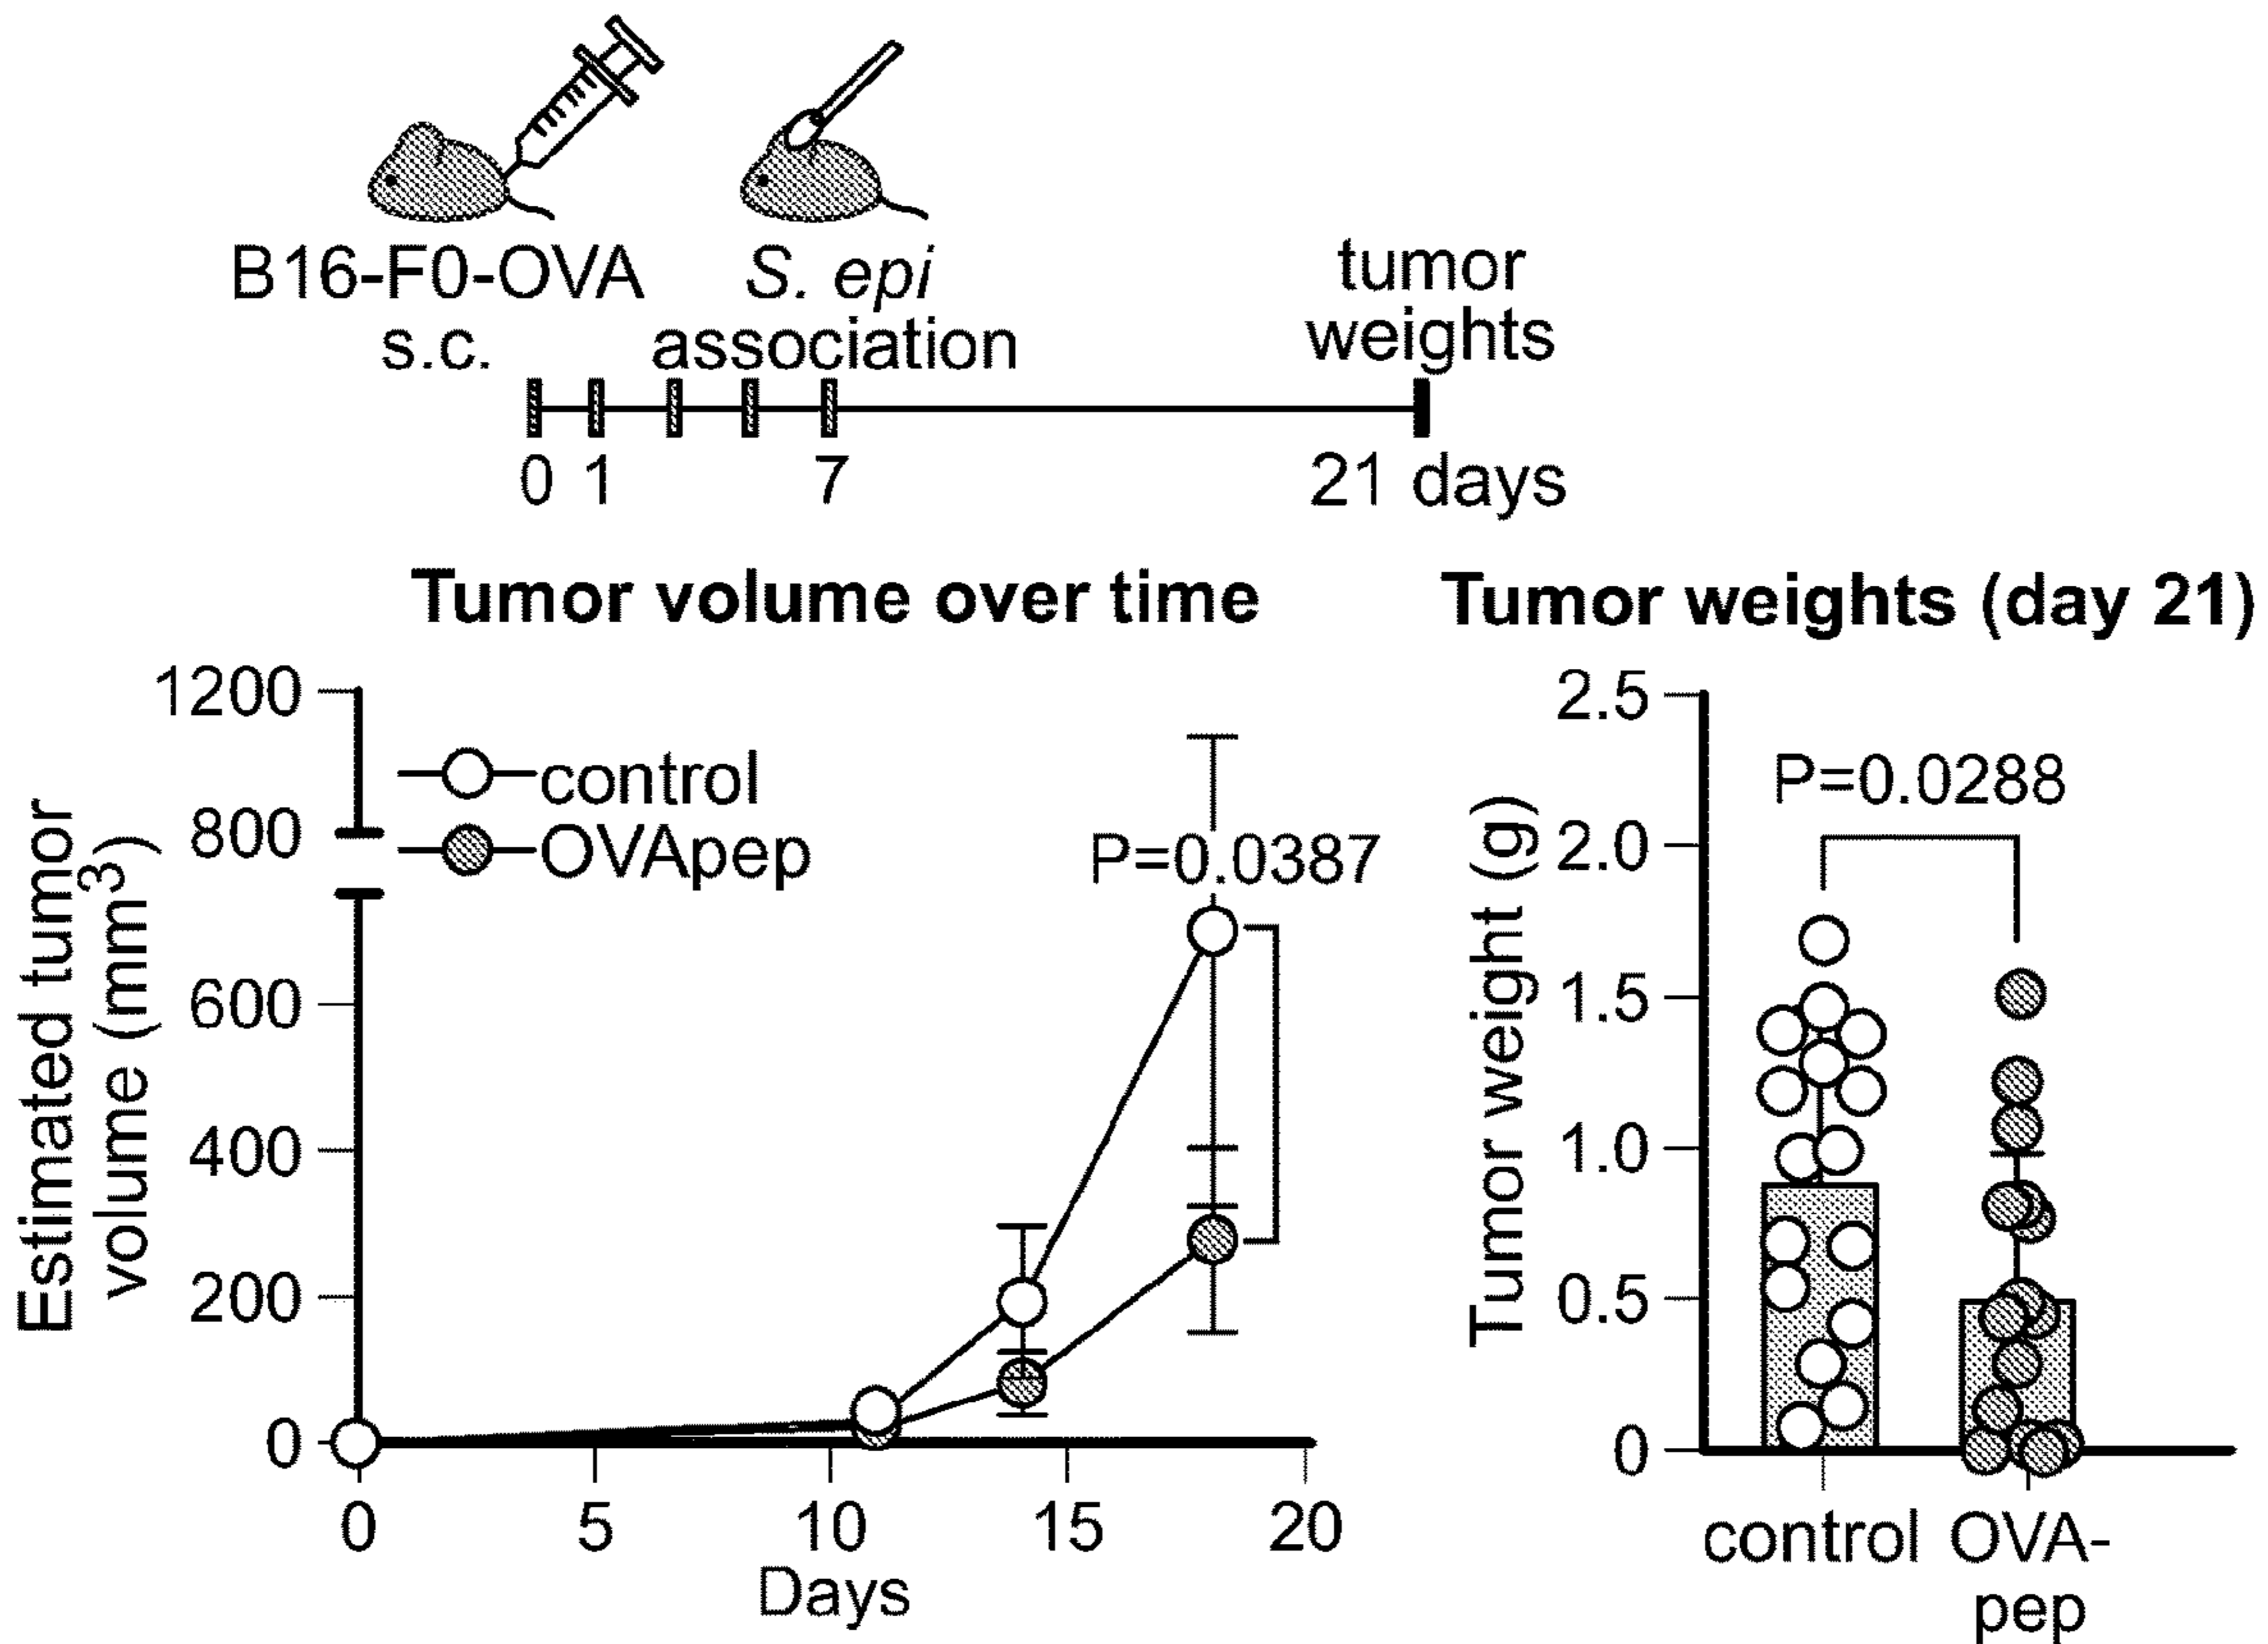 B16-F0-OVA
s.c.
S. epi
association
tumor
weights
0 1 7 21 days
Tumor volume over time
Estimated tumor
volume (mm³)
1200
800
600
400
200
0
control
OVApep
P=0.0387
0 5 10 15 20
Days
Tumor weights (day 21)
Tumor weight (g)
2.5
2.0
1.5
1.0
0.5
0
P=0.0288
control OVA-
pep